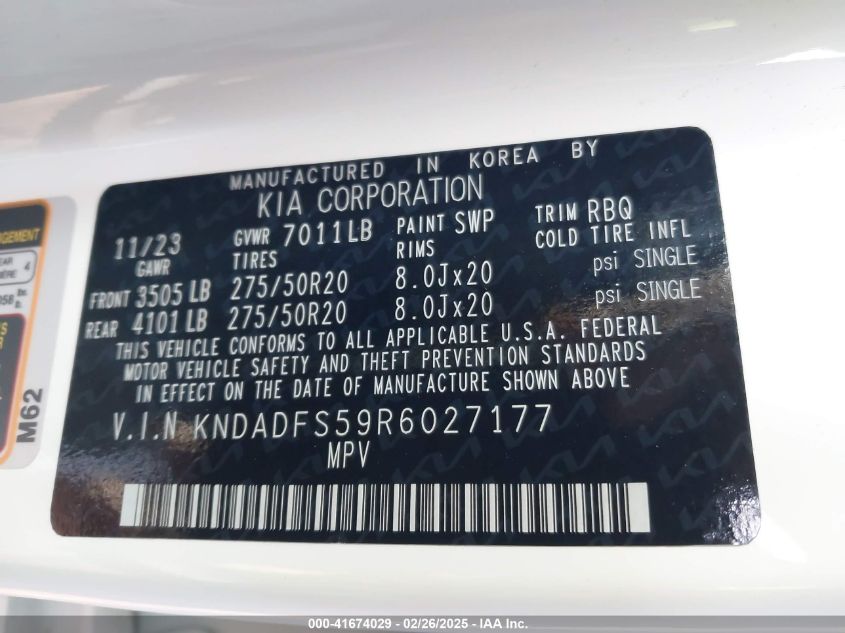 MANUFACTURED IN KOREA BY
KIA CORPORATION
11/23 GVWR 7011LB PAINT SWP TRIM RBQ
GAWR TIRES RIMS COLD TIRE INFL
FRONT 3505 LB 275/50R20 8.0Jx20 psi SINGLE
REAR 4101 LB 275/50R20 8.0Jx20 psi SINGLE
THIS VEHICLE CONFORMS TO ALL APPLICABLE U.S.A. FEDERAL
MOTOR VEHICLE SAFETY AND THEFT PREVENTION STANDARDS
IN EFFECT ON THE DATE OF MANUFACTURE SHOWN ABOVE
V.I.N KNDADFS59R6027177
MPV
4
M62
000-41674029 - 02/26/2025 - IAA Inc.